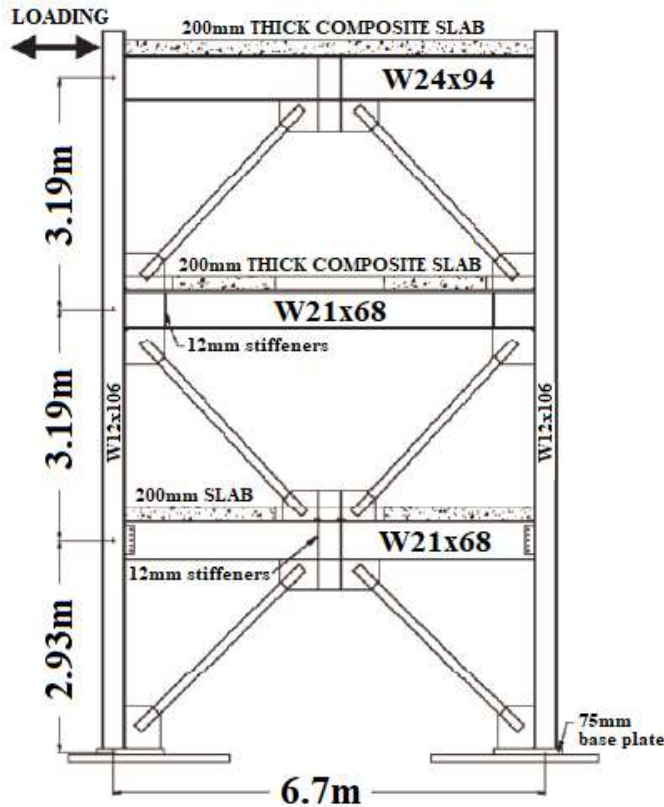 LOADING
200mm THICK COMPOSITE SLAB
W24x94
3.19m
200mm THICK COMPOSITE SLAB
W21x68
12mm stiffeners
W12x106
W12x106
3.19m
200mm SLAB
W21x68
12mm stiffeners
2.93m
75mm
base plate
6.7m